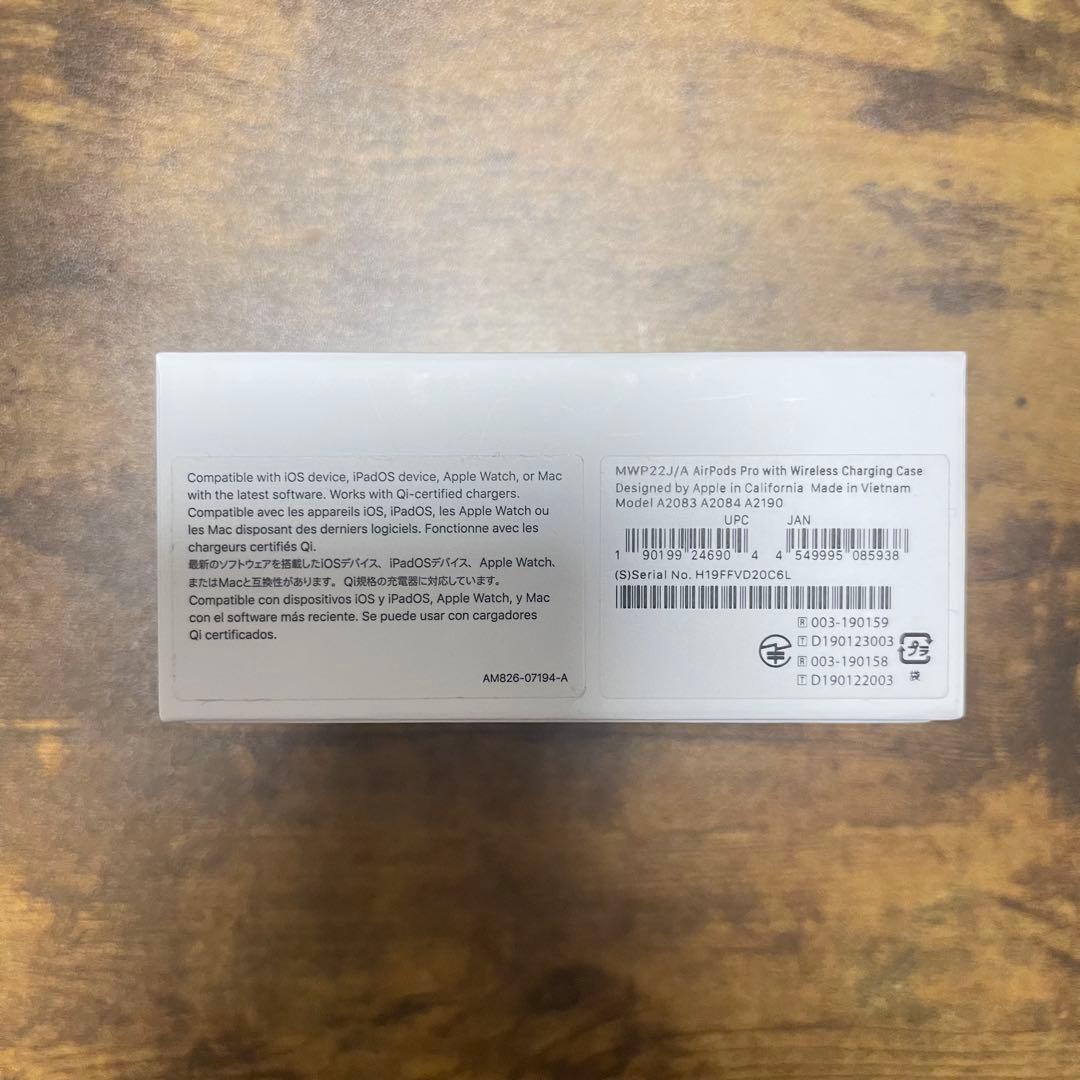 Compatible with iOS device, iPadOS device, Apple Watch, or Mac
with the latest software. Works with Qi-certified chargers.
Compatible avec les appareils iOS, iPadOS, les Apple Watch ou
les Mac disposant des derniers logiciels. Fonctionne avec les
chargeurs certifiés Qi.
最新のソフトウェアを搭載したiOSデバイス、iPadOSデバイス、Apple Watch、
またはMacと互換性があります。Qi規格の充電器に対応しています。
Compatible con dispositivos iOS y iPadOS, Apple Watch, y Mac
con el software más reciente. Se puede usar con cargadores
Qi certificados.
AM826-07194-A
MWP22J/A AirPods Pro with Wireless Charging Case
Designed by Apple in California Made in Vietnam
Model A2083 A2084 A2190
UPC JAN
1 90199 24690 4 4 549995 085938
(S)Serial No. H19FFVD20C6L
R 003-190159
T D190123003
R 003-190158
T D190122003
プラ
袋